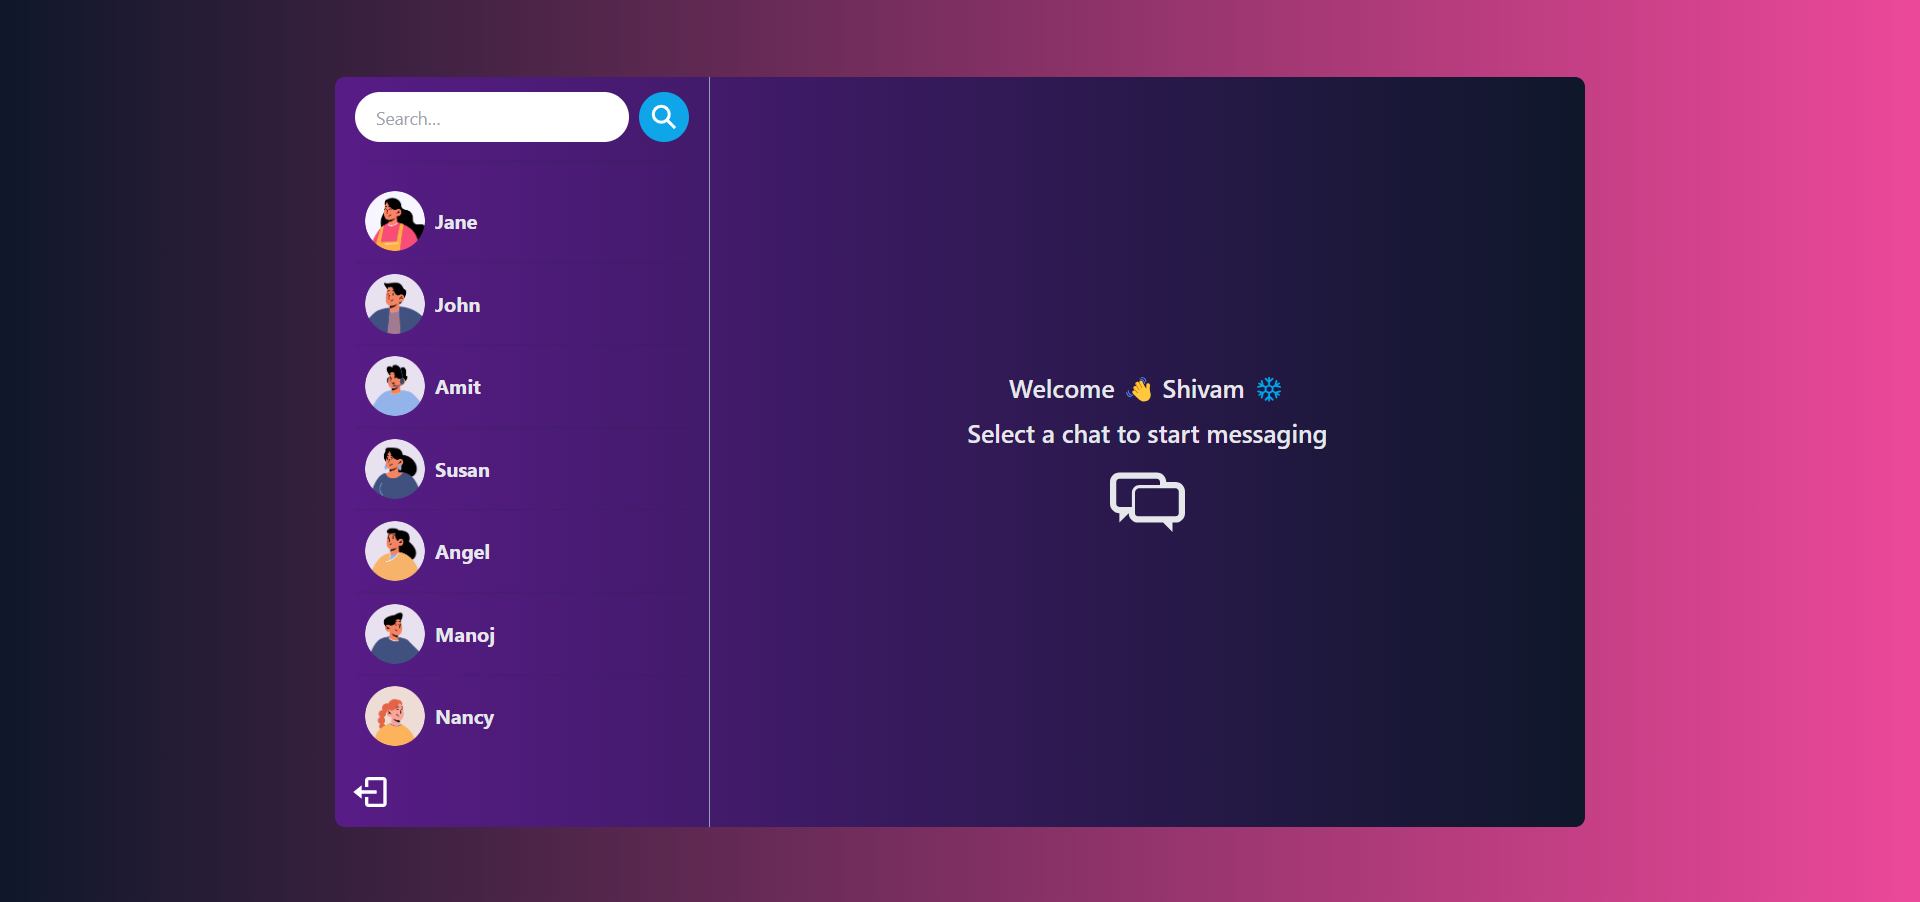 Search...
Jane
John
Amit
Susan
Angel
Manoj
Nancy
Welcome 👋 Shivam ❄
Select a chat to start messaging